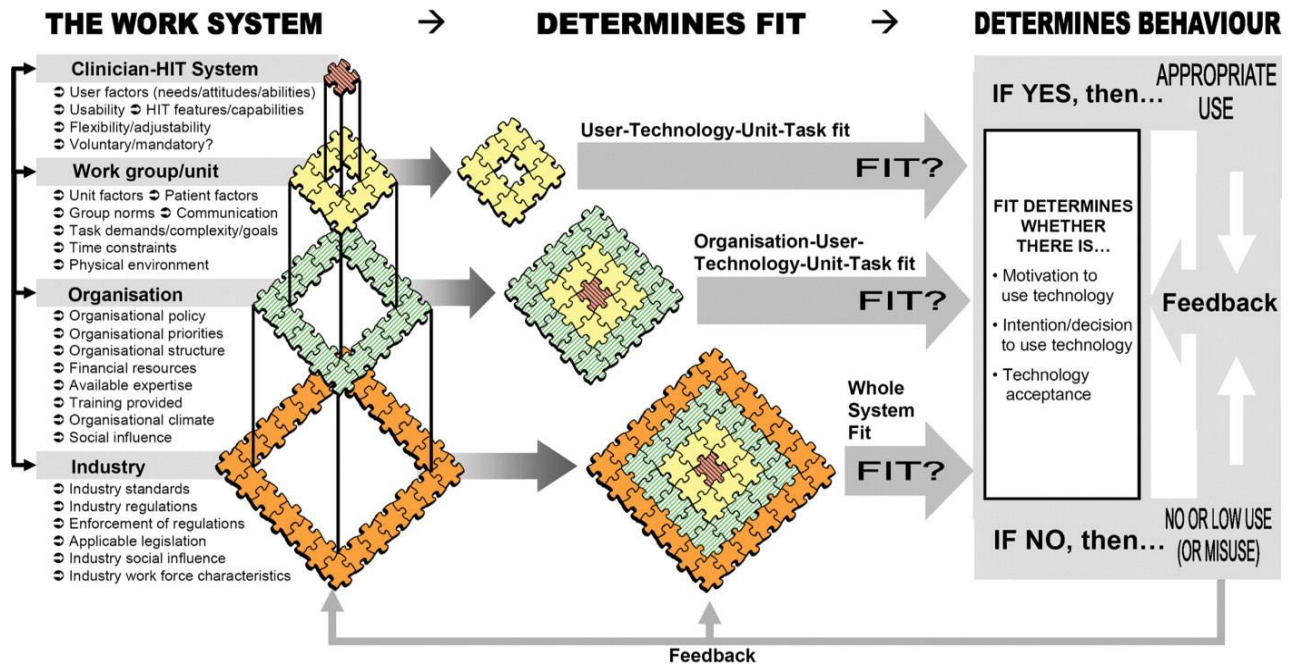 THE WORK SYSTEM → DETERMINES FIT → DETERMINES BEHAVIOUR
Clinician-HIT System
➲ User factors (needs/attitudes/abilities)
➲ Usability ➲ HIT features/capabilities
➲ Flexibility/adjustability
➲ Voluntary/mandatory?
Work group/unit
➲ Unit factors ➲ Patient factors
➲ Group norms ➲ Communication
➲ Task demands/complexity/goals
➲ Time constraints
➲ Physical environment
Organisation
➲ Organisational policy
➲ Organisational priorities
➲ Organisational structure
➲ Financial resources
➲ Available expertise
➲ Training provided
➲ Organisational climate
➲ Social influence
Industry
➲ Industry standards
➲ Industry regulations
➲ Enforcement of regulations
➲ Applicable legislation
➲ Industry social influence
➲ Industry work force characteristics
User-Technology-Unit-Task fit
FIT?
Organisation-User-
Technology-Unit-Task fit
FIT?
Whole
System
Fit
FIT?
IF YES, then...
APPROPRIATE
USE
FIT DETERMINES
WHETHER
THERE IS...
• Motivation to
use technology
• Intention/decision
to use technology
• Technology
acceptance
Feedback
IF NO, then...
NO OR LOW USE
(OR MISUSE)
Feedback